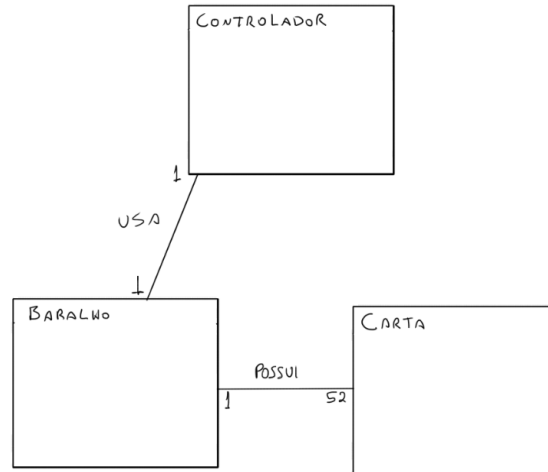 CONTROLADOR
1
USA
1
BARALHO
CARTA
POSSUI
1
52